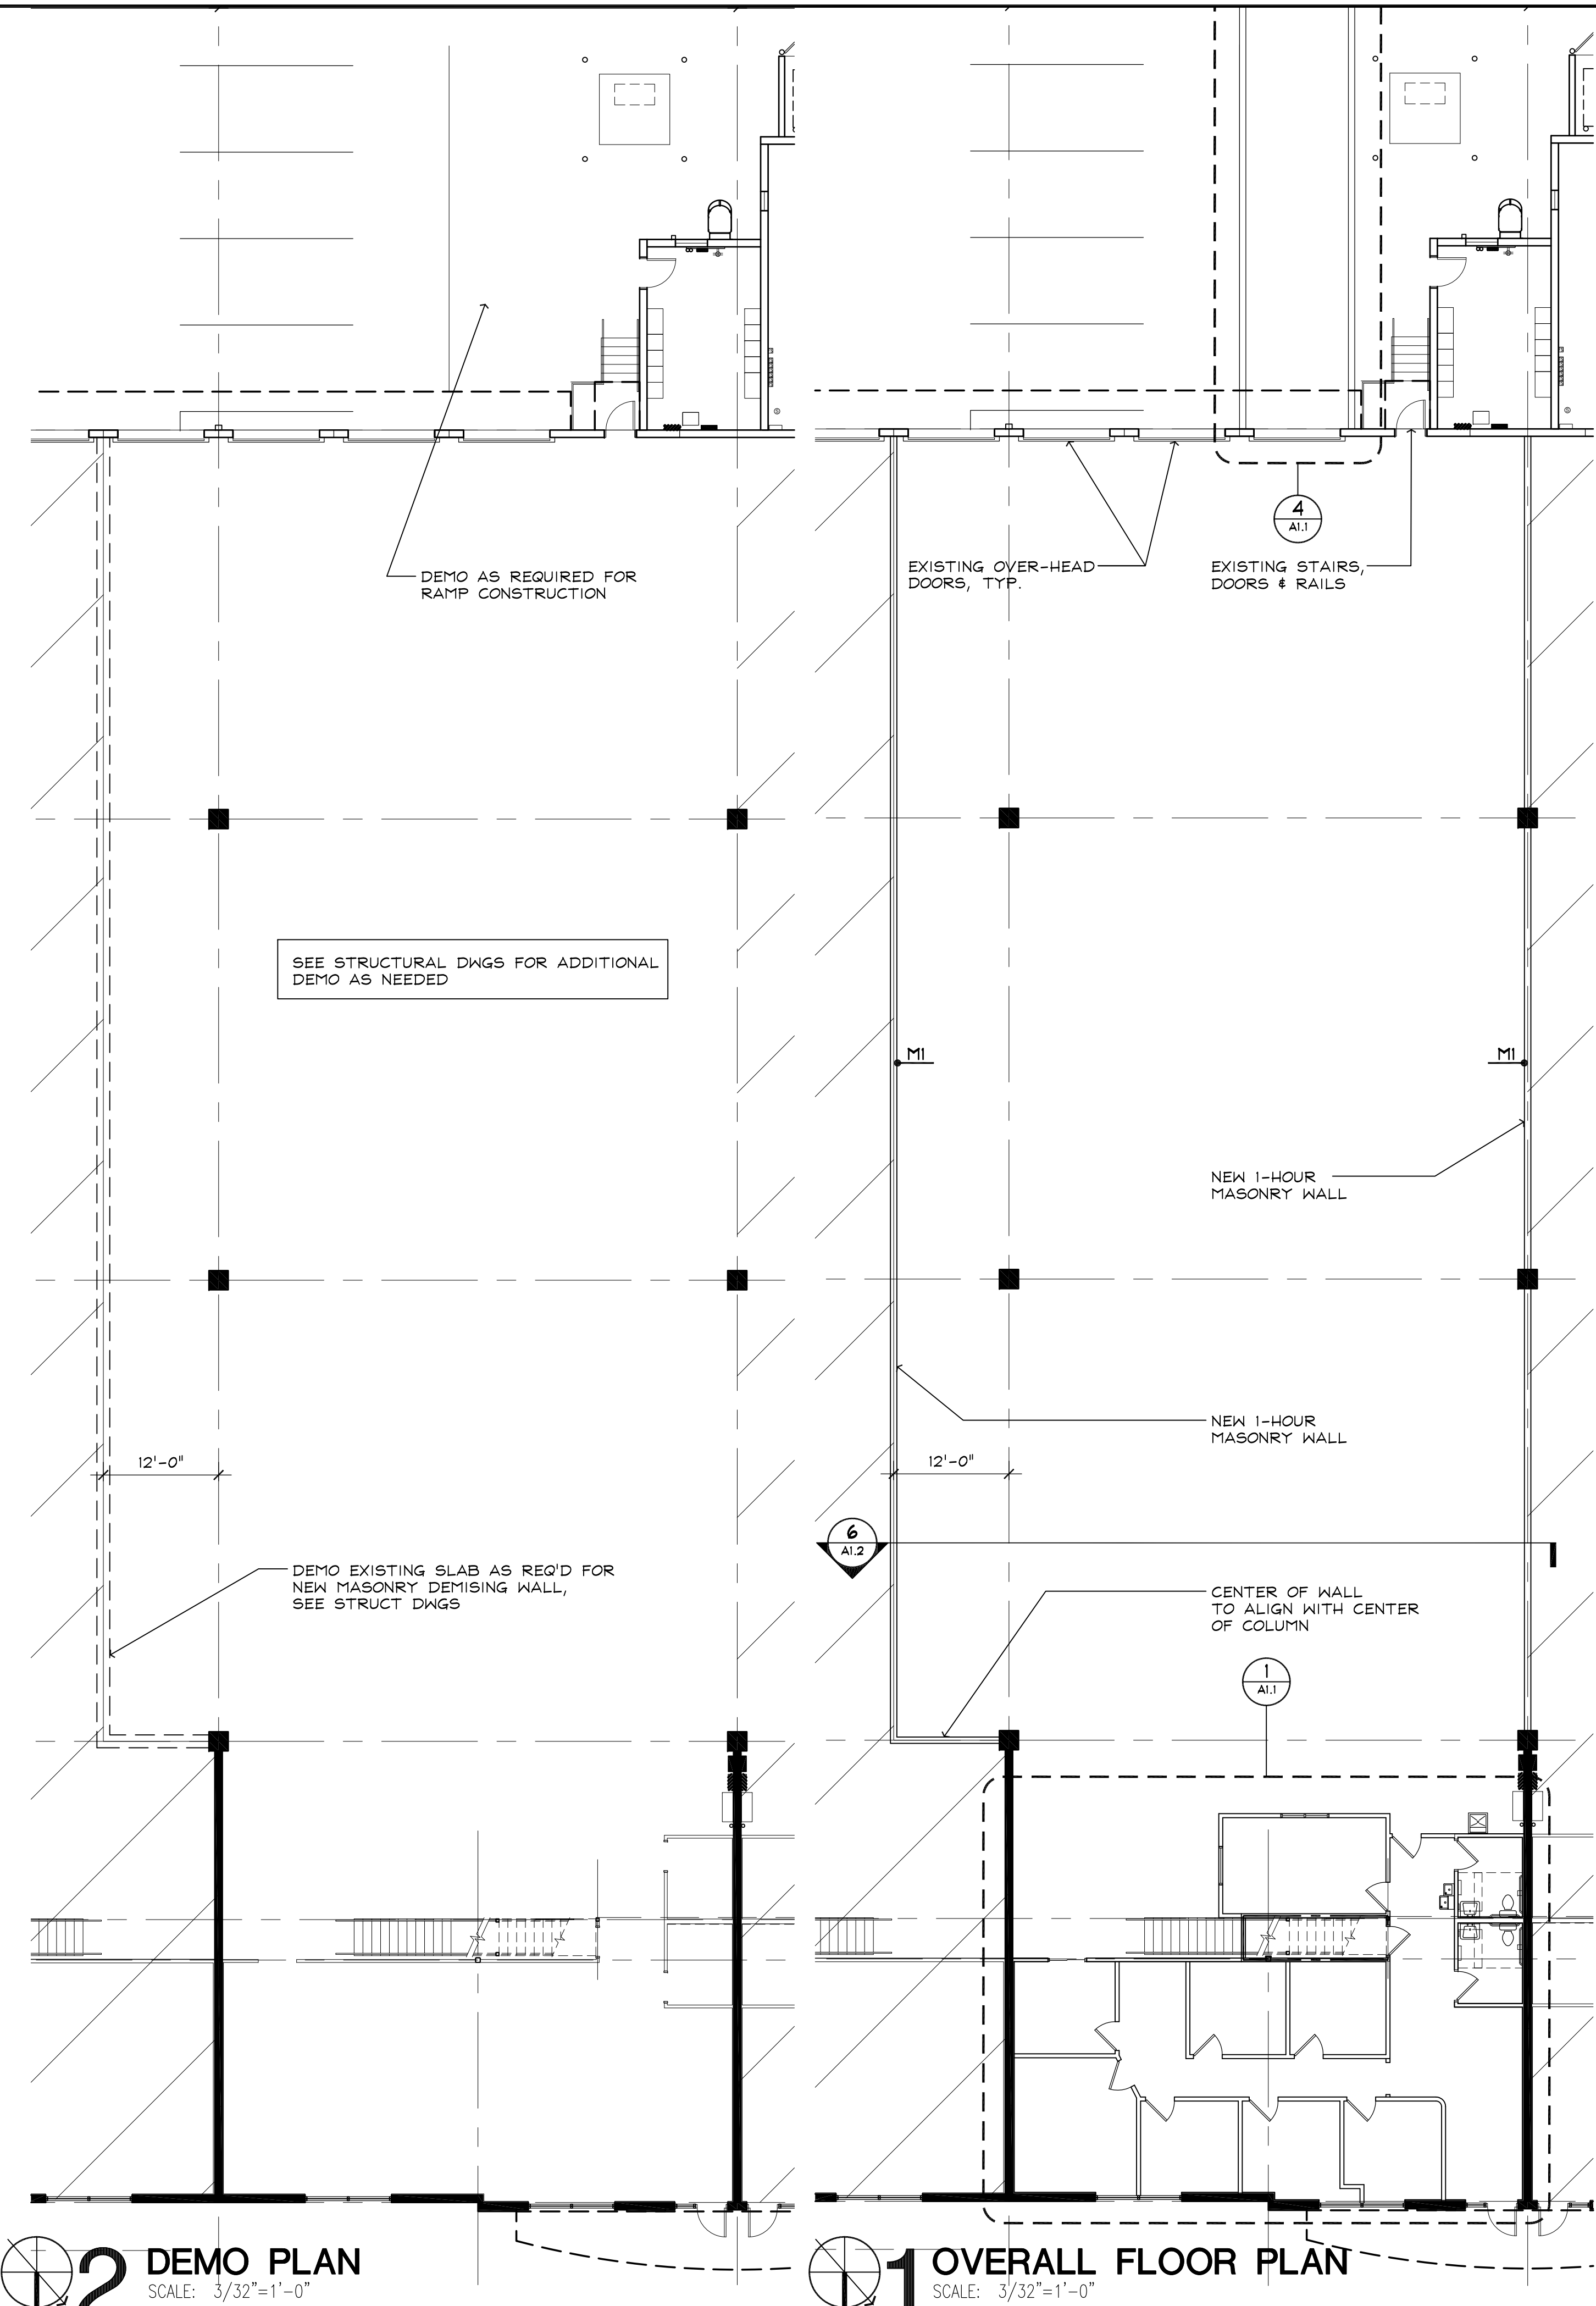 DEMO AS REQUIRED FOR
RAMP CONSTRUCTION
SEE STRUCTURAL DWGS FOR ADDITIONAL
DEMO AS NEEDED
12'-0"
DEMO EXISTING SLAB AS REQ'D FOR
NEW MASONRY DEMISING WALL,
SEE STRUCT DWGS
2 DEMO PLAN
SCALE: 3/32"=1'-0"
4
A1.1
EXISTING OVER-HEAD
DOORS, TYP.
EXISTING STAIRS,
DOORS & RAILS
M1
M1
NEW 1-HOUR
MASONRY WALL
NEW 1-HOUR
MASONRY WALL
12'-0"
6
A1.2
CENTER OF WALL
TO ALIGN WITH CENTER
OF COLUMN
1
A1.1
1 OVERALL FLOOR PLAN
SCALE: 3/32"=1'-0"